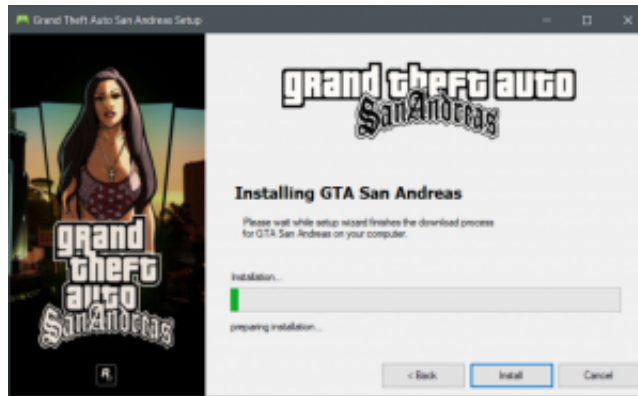 Grand Theft Auto San Andreas Setup
grand theft auto
San Andreas
Installing GTA San Andreas
Please wait while setup wizard finishes the download process
for GTA San Andreas on your computer.
Installation...
preparing installation...
grand
theft
auto
San Andreas
R
< Back
Install
Cancel